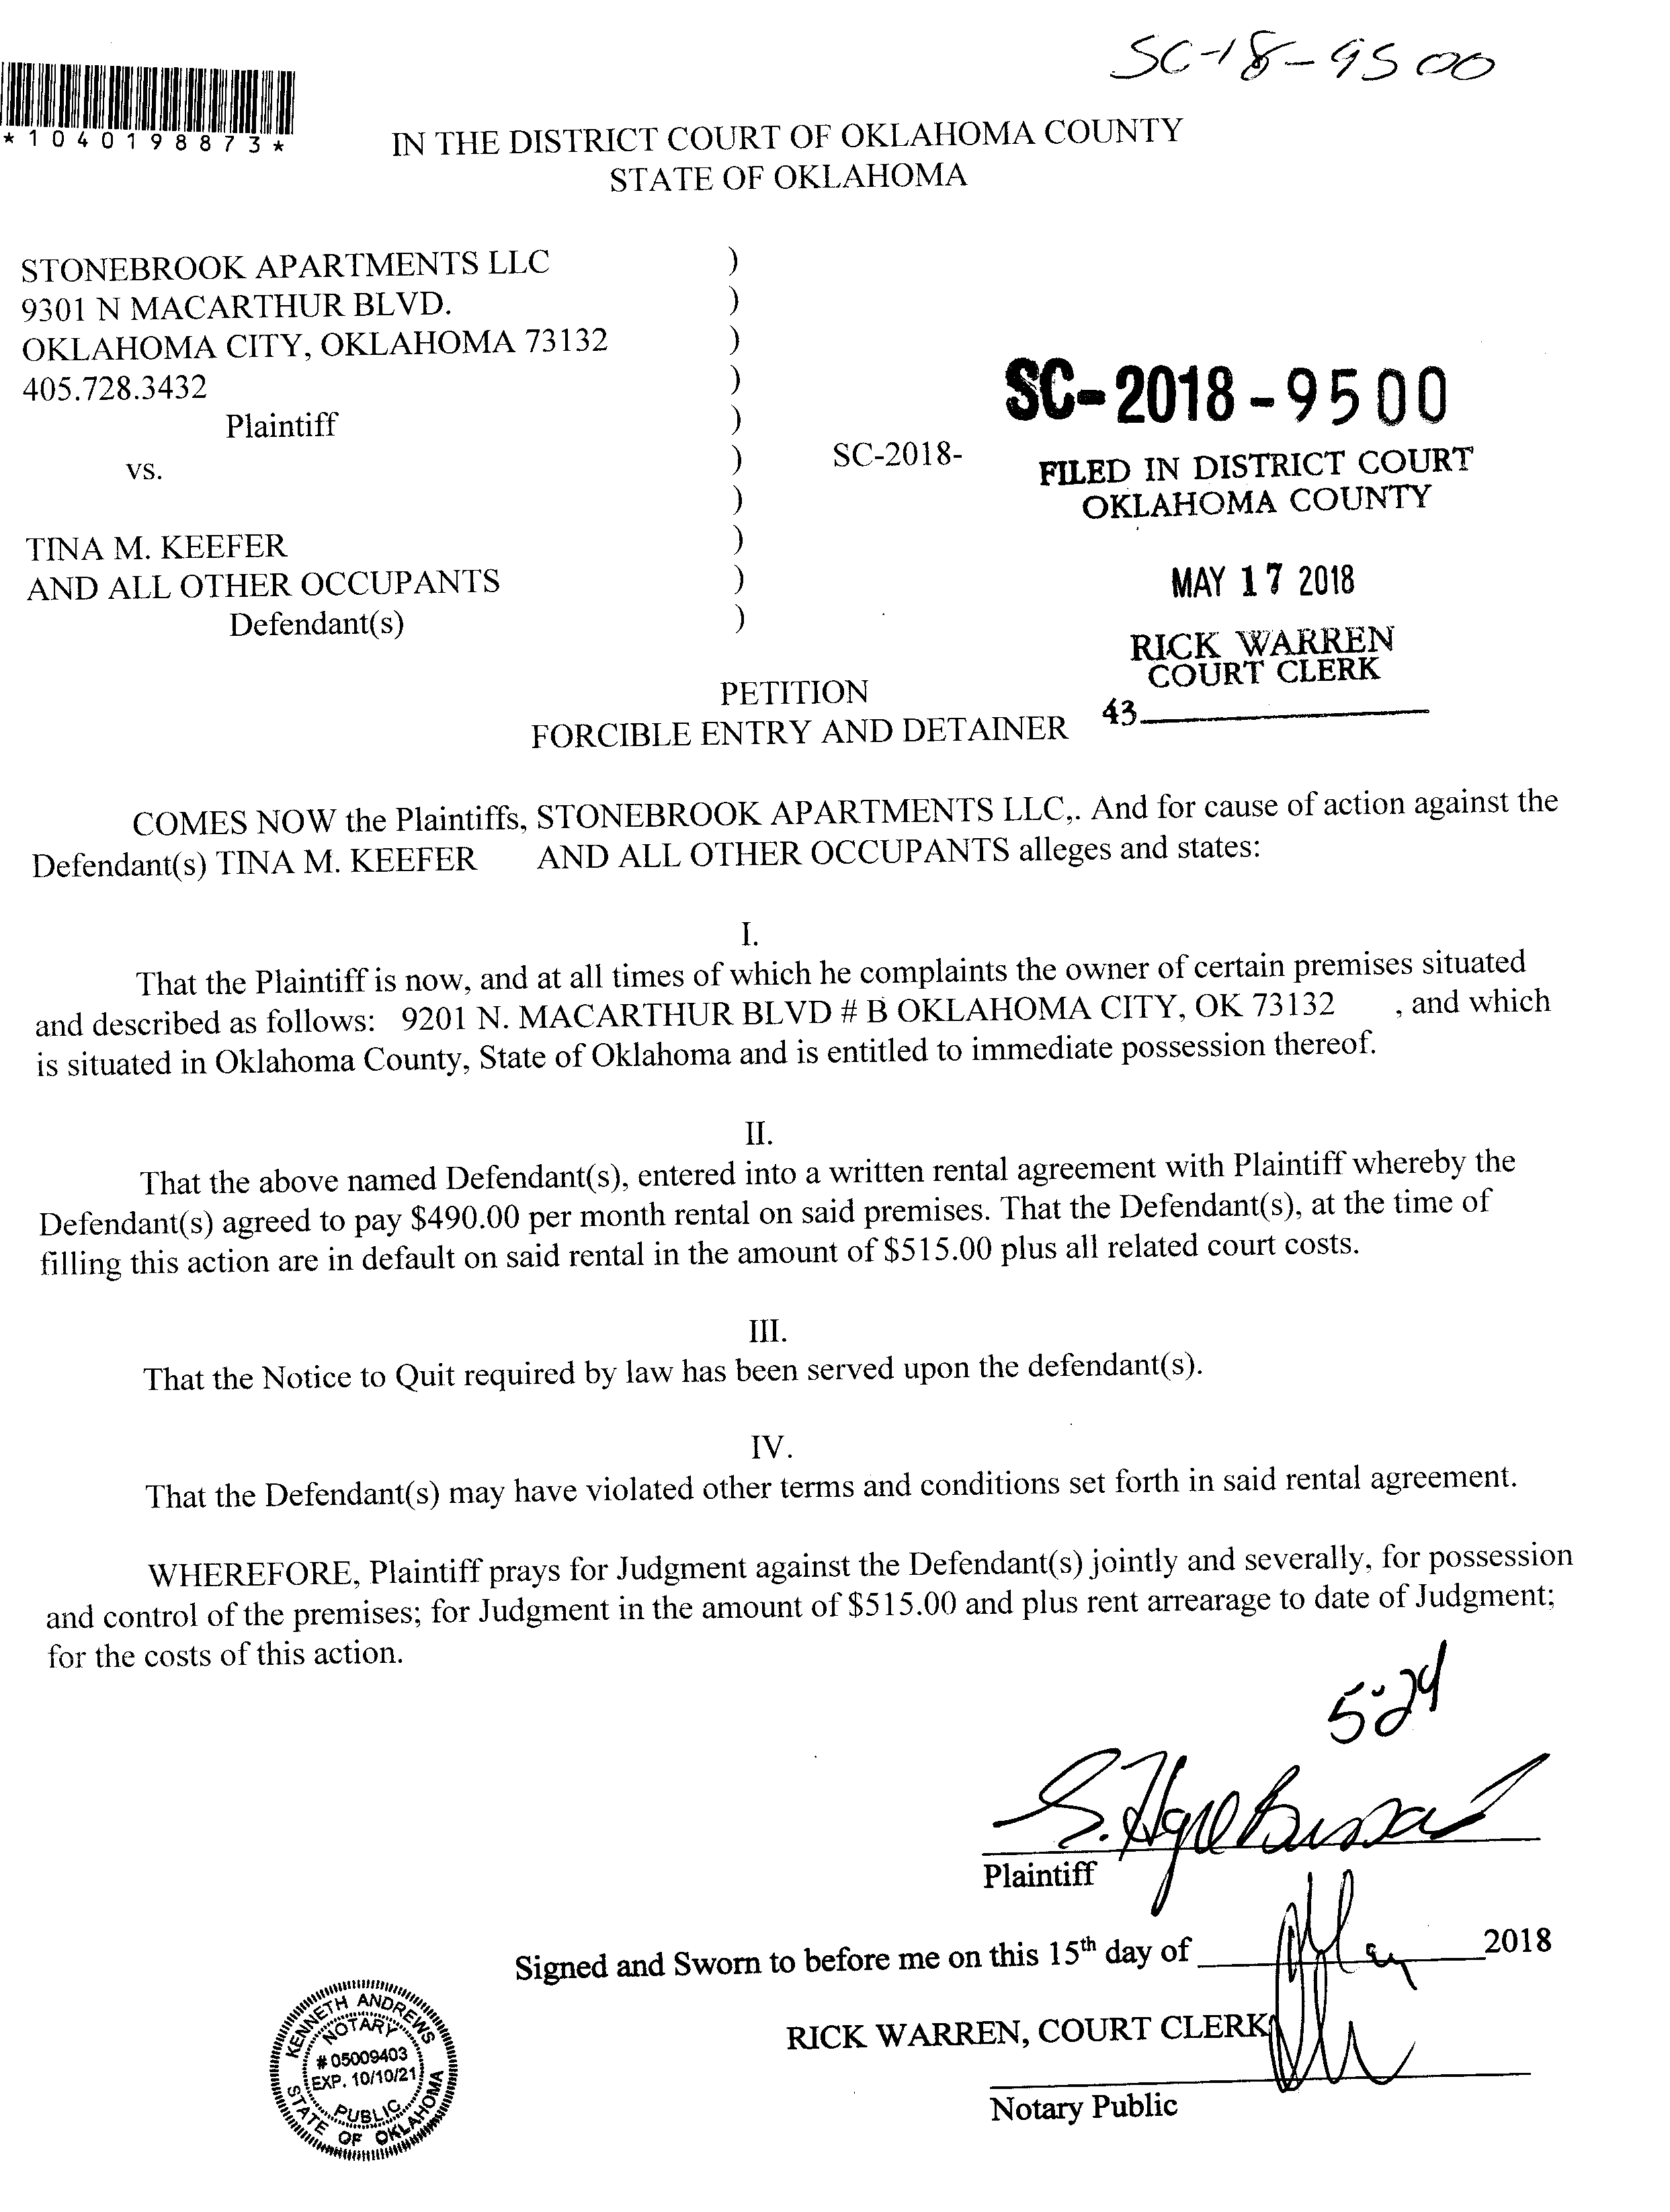 SC-18-9500
*1040198873*
IN THE DISTRICT COURT OF OKLAHOMA COUNTY
STATE OF OKLAHOMA
STONEBROOK APARTMENTS LLC )
9301 N MACARTHUR BLVD. )
OKLAHOMA CITY, OKLAHOMA 73132 )
405.728.3432 )
Plaintiff )
vs. ) SC-2018-
)
TINA M. KEEFER )
AND ALL OTHER OCCUPANTS )
Defendant(s) )
SC-2018-9500
FILED IN DISTRICT COURT
OKLAHOMA COUNTY
MAY 17 2018
RICK WARREN
COURT CLERK
43
PETITION
FORCIBLE ENTRY AND DETAINER
COMES NOW the Plaintiffs, STONEBROOK APARTMENTS LLC,. And for cause of action against the
Defendant(s) TINA M. KEEFER AND ALL OTHER OCCUPANTS alleges and states:
I.
That the Plaintiff is now, and at all times of which he complaints the owner of certain premises situated
and described as follows: 9201 N. MACARTHUR BLVD # B OKLAHOMA CITY, OK 73132 , and which
is situated in Oklahoma County, State of Oklahoma and is entitled to immediate possession thereof.
II.
That the above named Defendant(s), entered into a written rental agreement with Plaintiff whereby the
Defendant(s) agreed to pay $490.00 per month rental on said premises. That the Defendant(s), at the time of
filling this action are in default on said rental in the amount of $515.00 plus all related court costs.
III.
That the Notice to Quit required by law has been served upon the defendant(s).
IV.
That the Defendant(s) may have violated other terms and conditions set forth in said rental agreement.
WHEREFORE, Plaintiff prays for Judgment against the Defendant(s) jointly and severally, for possession
and control of the premises; for Judgment in the amount of $515.00 and plus rent arrearage to date of Judgment;
for the costs of this action.
5-24
Plaintiff
Signed and Sworn to before me on this 15th day of May 2018
RICK WARREN, COURT CLERK
Notary Public
KENNETH ANDREWS
NOTARY
# 05009403
EXP. 10/10/21
PUBLIC
STATE OF OKLAHOMA